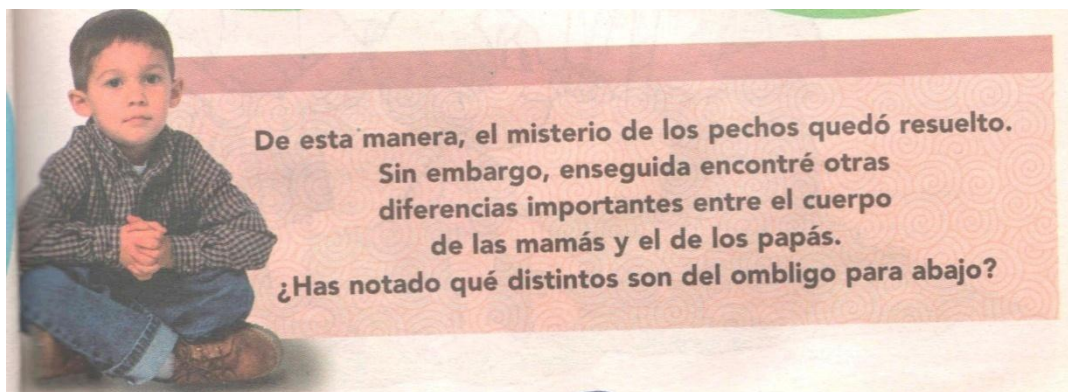 De esta manera, el misterio de los pechos quedó resuelto.
Sin embargo, enseguida encontré otras
diferencias importantes entre el cuerpo
de las mamás y el de los papás.
¿Has notado qué distintos son del ombligo para abajo?